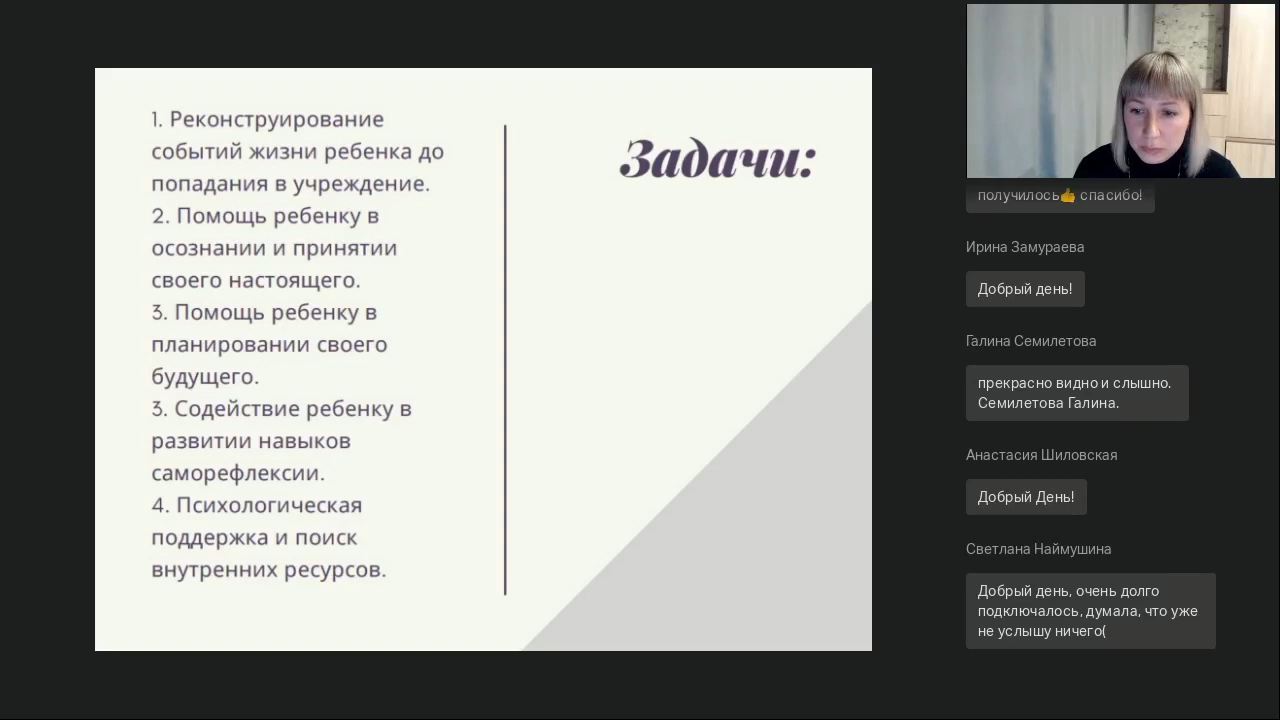 1. Реконструирование
событий жизни ребенка до
попадания в учреждение.
2. Помощь ребенку в
осознании и принятии
своего настоящего.
3. Помощь ребенку в
планировании своего
будущего.
3. Содействие ребенку в
развитии навыков
саморефлексии.
4. Психологическая
поддержка и поиск
внутренних ресурсов.
Задачи:
получилось👍 спасибо!
Ирина Замураева
Добрый день!
Галина Семилетова
прекрасно видно и слышно.
Семилетова Галина.
Анастасия Шиловская
Добрый День!
Светлана Наймушина
Добрый день, очень долго
подключалось, думала, что уже
не услышу ничего(